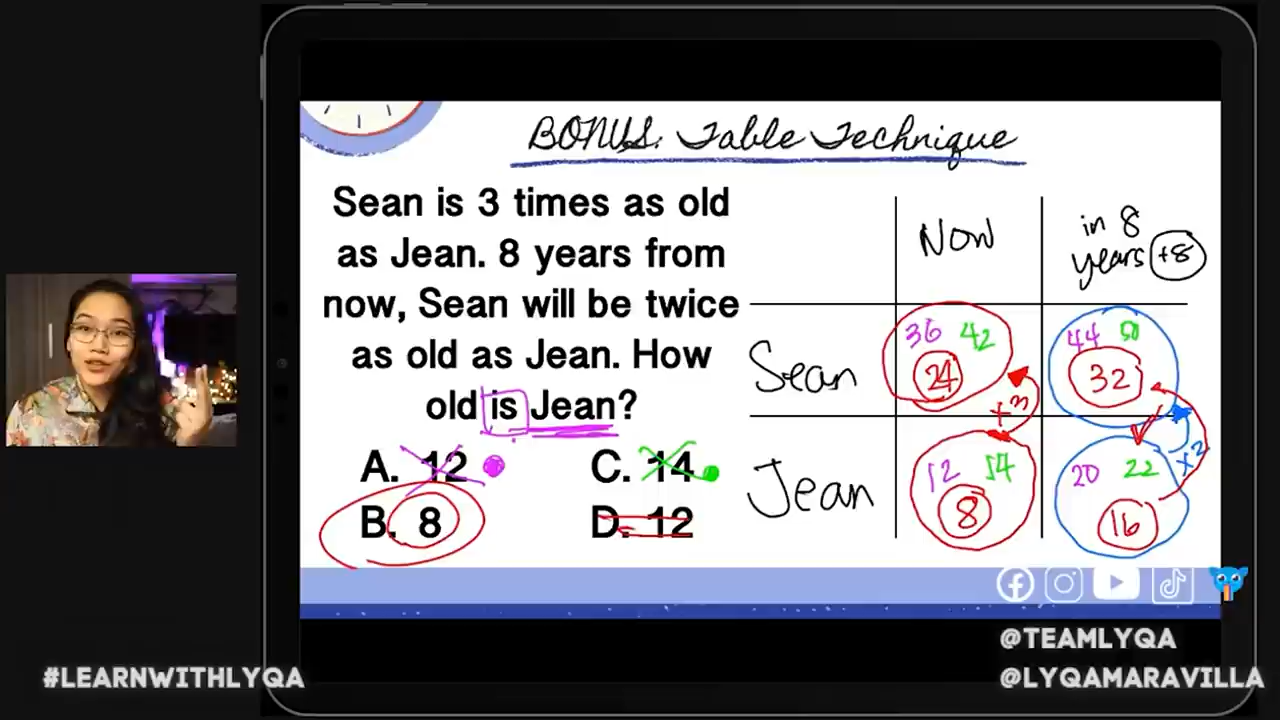 BONUS: Table Technique
Sean is 3 times as old
as Jean. 8 years from
now, Sean will be twice
as old as Jean. How
old is Jean?
A. 12
C. 14
B. 8
D. 12
Now
in 8
years +8
Sean
36 42
24
44 50
32
x3
x2
Jean
12 14
8
20 22
16
@TEAMLYQA
#LEARNWITHLYQA
@LYQAMARAVILLA